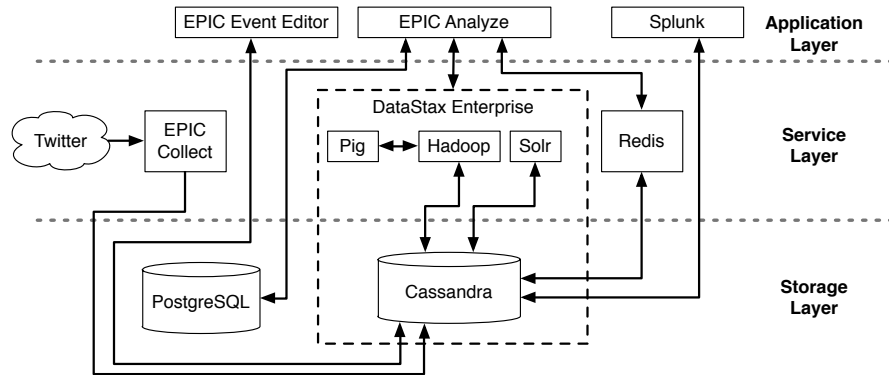 EPIC Event Editor
EPIC Analyze
Splunk
Application
Layer
DataStax Enterprise
Twitter
EPIC
Collect
Pig
Hadoop
Solr
Redis
Service
Layer
PostgreSQL
Cassandra
Storage
Layer